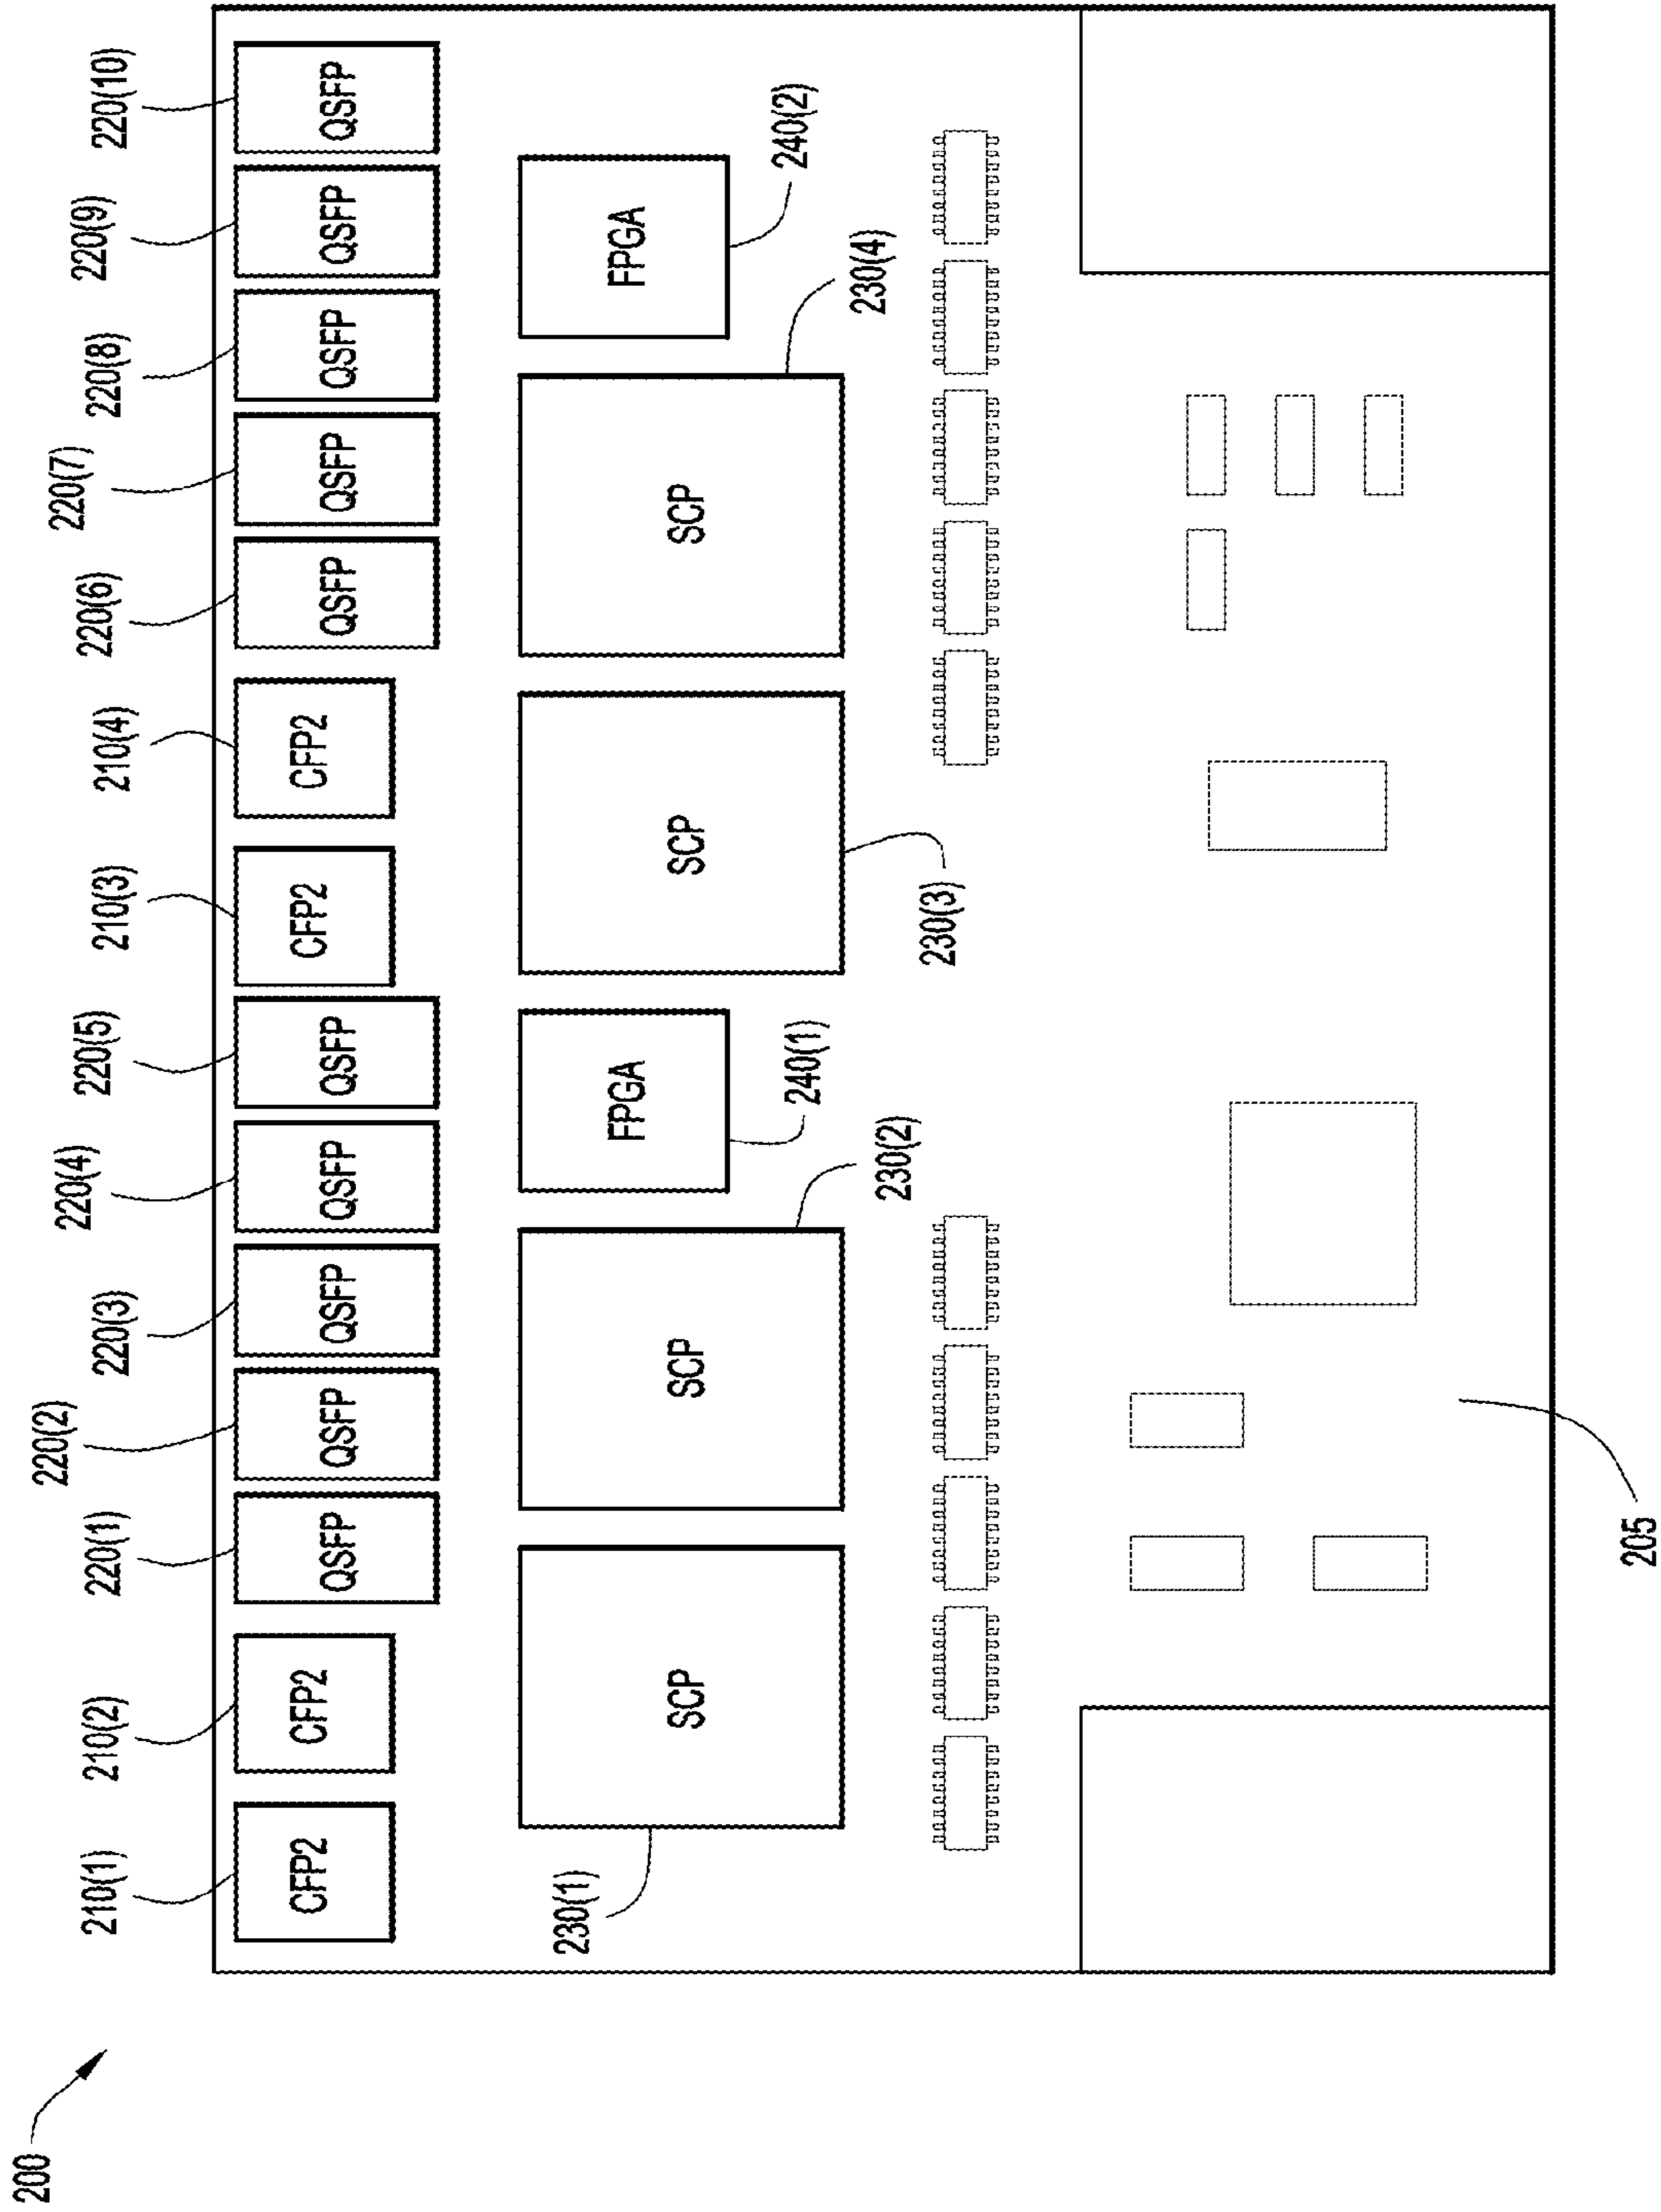 200
210(1)
210(2)
220(1)
220(2)
220(3)
220(4)
220(5)
210(3)
210(4)
220(6)
220(7)
220(8)
220(9)
220(10)
CFP2
CFP2
QSFP
QSFP
QSFP
QSFP
QSFP
CFP2
CFP2
QSFP
QSFP
QSFP
QSFP
QSFP
SCP
SCP
FPGA
SCP
SCP
FPGA
230(1)
230(2)
240(1)
230(3)
230(4)
240(2)
205